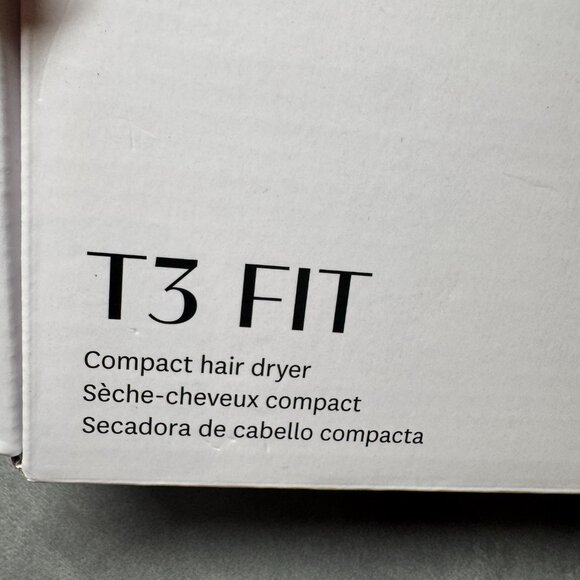 T3 FIT
Compact hair dryer
Sèche-cheveux compact
Secadora de cabello compacta